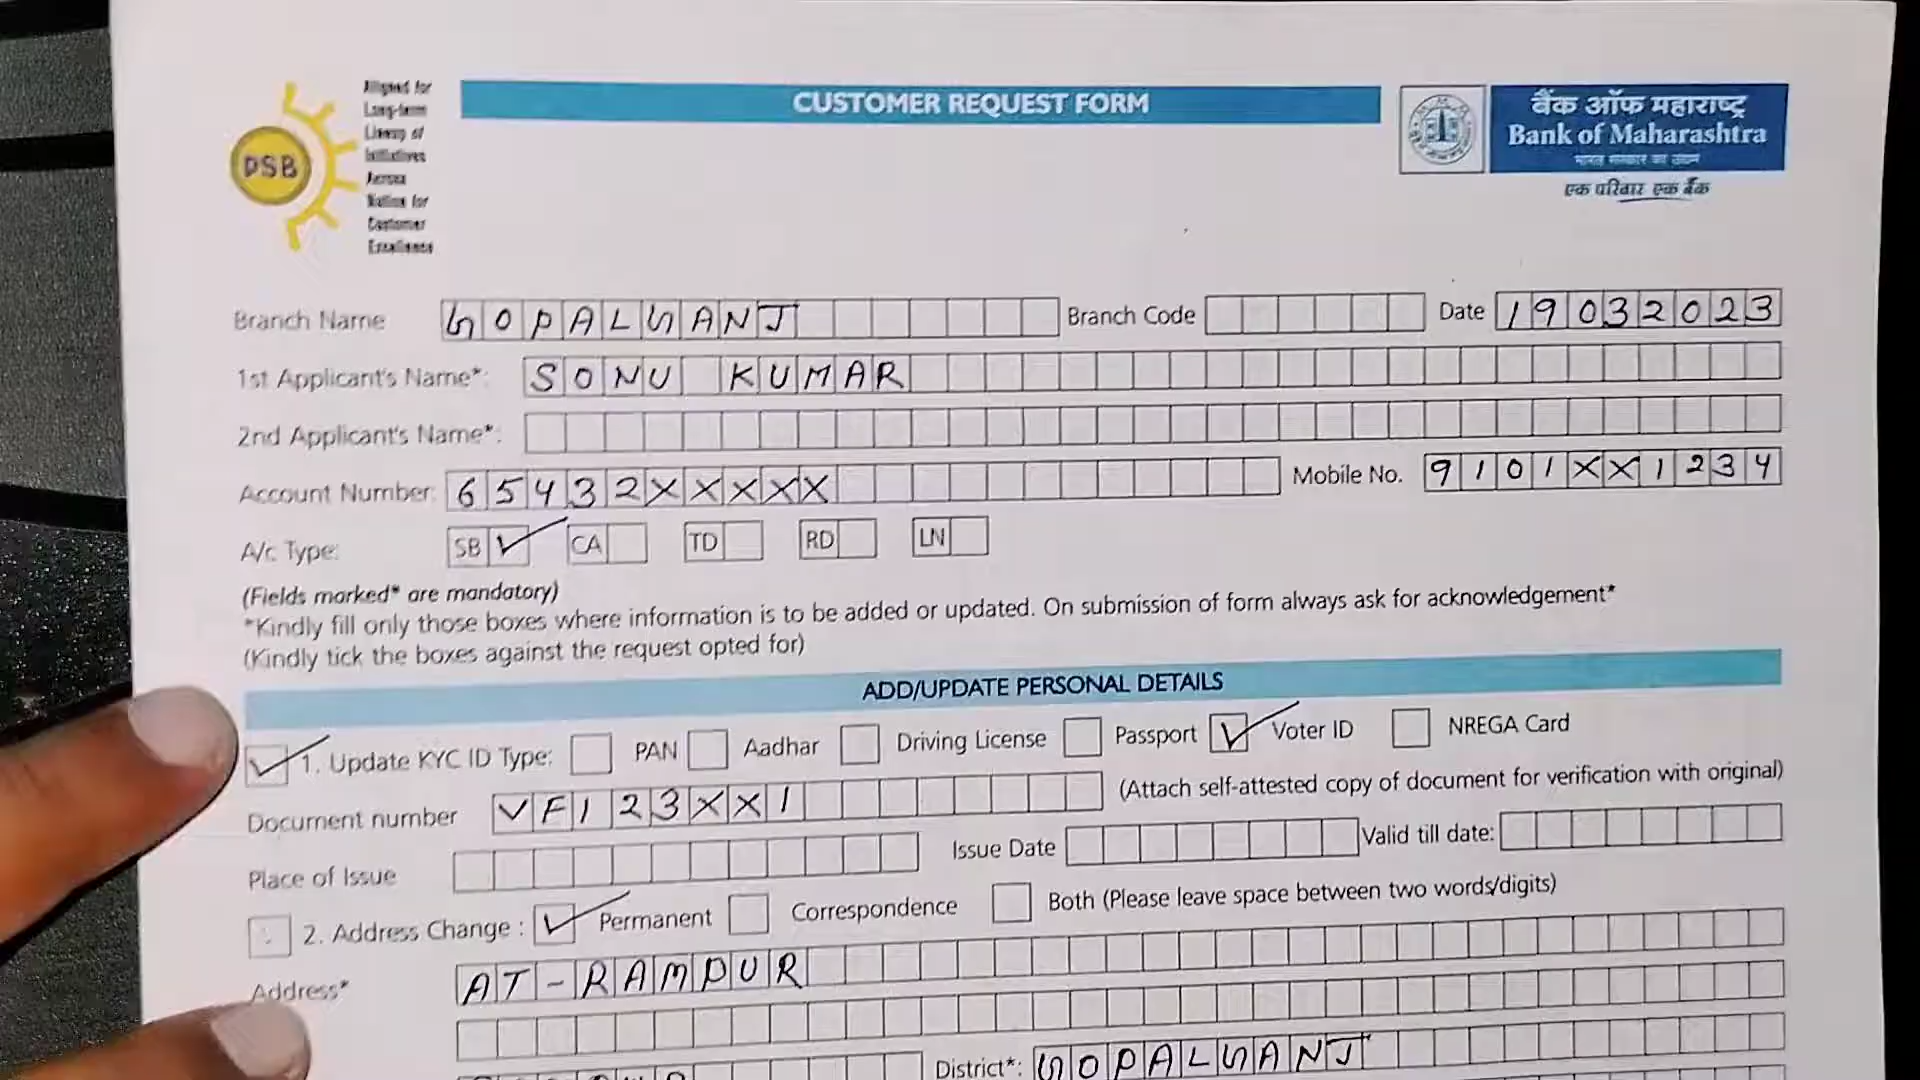 Aligned for
Long-term
Lineup of
Initiatives
Across
Nation for
Customer
Excellence
PSB
CUSTOMER REQUEST FORM
बैंक ऑफ महाराष्ट्र
Bank of Maharashtra
भारत सरकार का उद्यम
एक परिवार एक बैंक
Branch Name GOPALGANJ Branch Code Date 19032023
1st Applicant's Name*: SONU KUMAR
2nd Applicant's Name*:
Account Number: 65432XXXXX Mobile No. 9101XX1234
A/c Type: SB CA TD RD LN
(Fields marked* are mandatory)
*Kindly fill only those boxes where information is to be added or updated. On submission of form always ask for acknowledgement*
(Kindly tick the boxes against the request opted for)
ADD/UPDATE PERSONAL DETAILS
1. Update KYC ID Type: PAN Aadhar Driving License Passport Voter ID NREGA Card
Document number VF123XX1 (Attach self-attested copy of document for verification with original)
Place of Issue Issue Date Valid till date:
2. Address Change : Permanent Correspondence Both (Please leave space between two words/digits)
Address* AT-RAMPUR
District*: GOPALGANJ